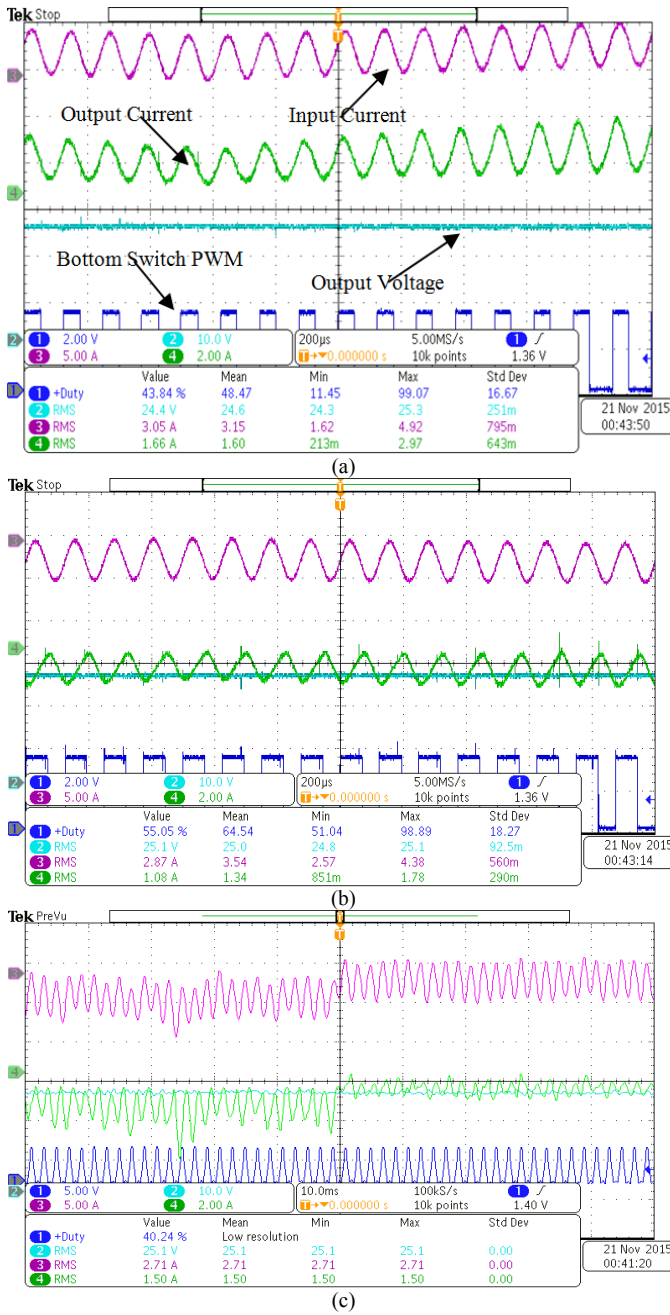 Tek Stop
T
T
3
Output Current
Input Current
4
Bottom Switch PWM
Output Voltage
2
1 2.00 V 2 10.0 V 200µs 5.00MS/s 1
3 5.00 A 4 2.00 A T→▼0.000000 s 10k points 1.36 V
Value Mean Min Max Std Dev
1 +Duty 43.84 % 48.47 11.45 99.07 16.67
2 RMS 24.4 V 24.6 24.3 25.3 251m
3 RMS 3.05 A 3.15 1.62 4.92 795m
4 RMS 1.66 A 1.60 213m 2.97 643m
1
21 Nov 2015
00:43:50
(a)
Tek Stop
T
T
3
4
2
1 2.00 V 2 10.0 V 200µs 5.00MS/s 1
3 5.00 A 4 2.00 A T→▼0.000000 s 10k points 1.36 V
1
Value Mean Min Max Std Dev
1 +Duty 55.05 % 64.54 51.04 98.89 18.27
2 RMS 25.1 V 25.0 24.8 25.1 92.5m
3 RMS 2.87 A 3.54 2.57 4.38 560m
4 RMS 1.08 A 1.34 851m 1.78 290m
21 Nov 2015
00:43:14
(b)
Tek PreVu
T
3
4
1
2
1 5.00 V 2 10.0 V 10.0ms 100kS/s 1
3 5.00 A 4 2.00 A T→▼0.000000 s 10k points 1.40 V
Value Mean Min Max Std Dev
1 +Duty 40.24 % Low resolution
2 RMS 25.1 V 25.1 25.1 25.1 0.00
3 RMS 2.71 A 2.71 2.71 2.71 0.00
4 RMS 1.50 A 1.50 1.50 1.50 0.00
21 Nov 2015
00:41:20
(c)